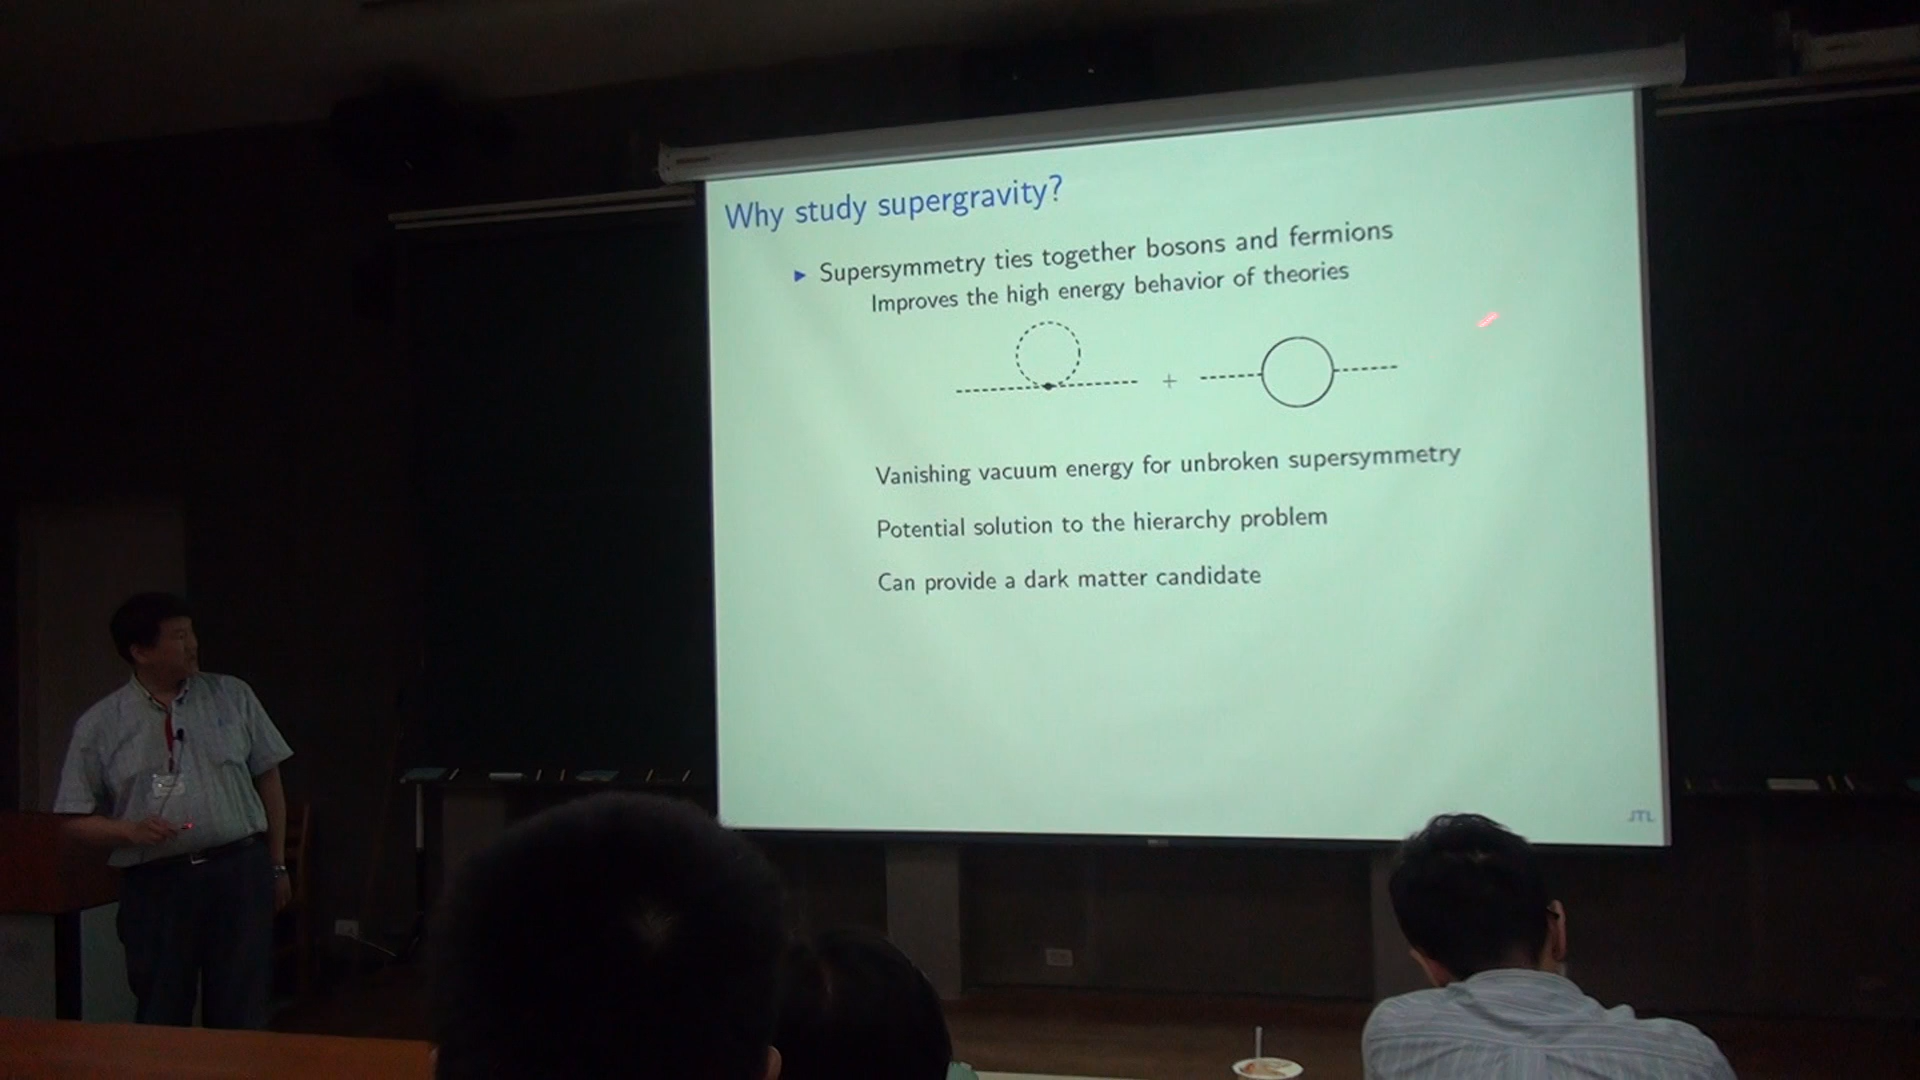 Why study supergravity?
► Supersymmetry ties together bosons and fermions
Improves the high energy behavior of theories
+
Vanishing vacuum energy for unbroken supersymmetry
Potential solution to the hierarchy problem
Can provide a dark matter candidate
JTL